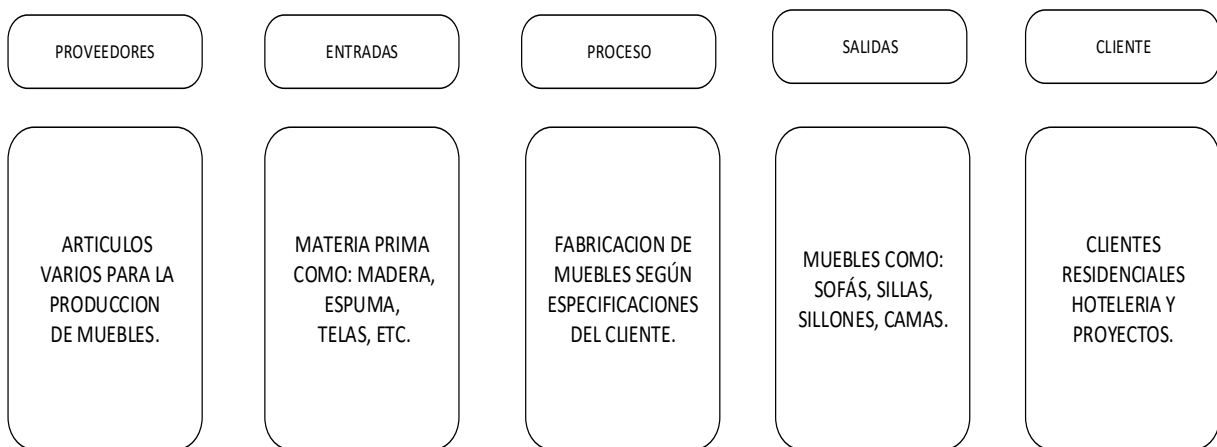 PROVEEDORES
ENTRADAS
PROCESO
SALIDAS
CLIENTE
ARTICULOS
VARIOS PARA LA
PRODUCCION
DE MUEBLES.
MATERIA PRIMA
COMO: MADERA,
ESPUMA,
TELAS, ETC.
FABRICACION DE
MUEBLES SEGÚN
ESPECIFICACIONES
DEL CLIENTE.
MUEBLES COMO:
SOFÁS, SILLAS,
SILLONES, CAMAS.
CLIENTES
RESIDENCIALES
HOTELERIA Y
PROYECTOS.